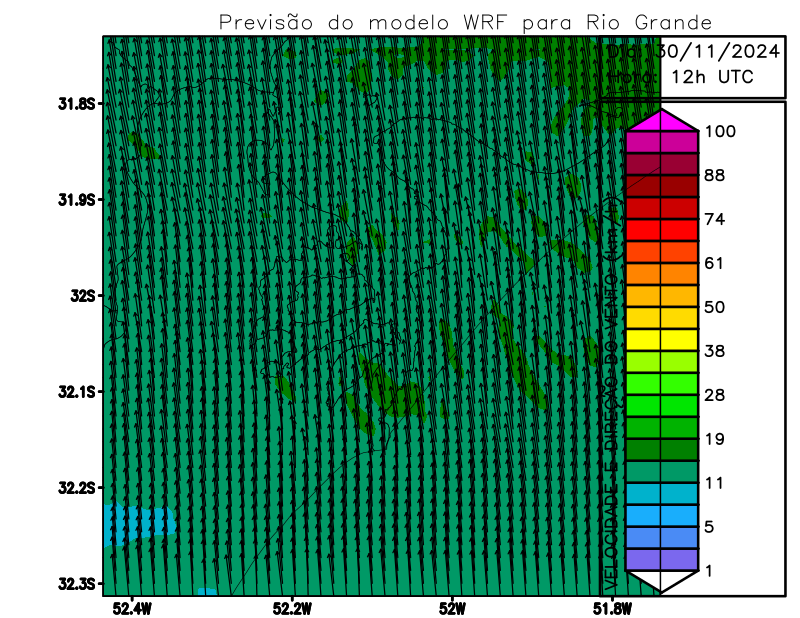 Previsão do modelo WRF para Rio Grande
Dia: 30/11/2024
Hora: 12h UTC
31.8S
31.9S
32S
32.1S
32.2S
32.3S
52.4W
52.2W
52W
51.8W
VELOCIDADE E DIREÇÃO DO VENTO (km/h)
100
88
74
61
50
38
28
19
11
5
1